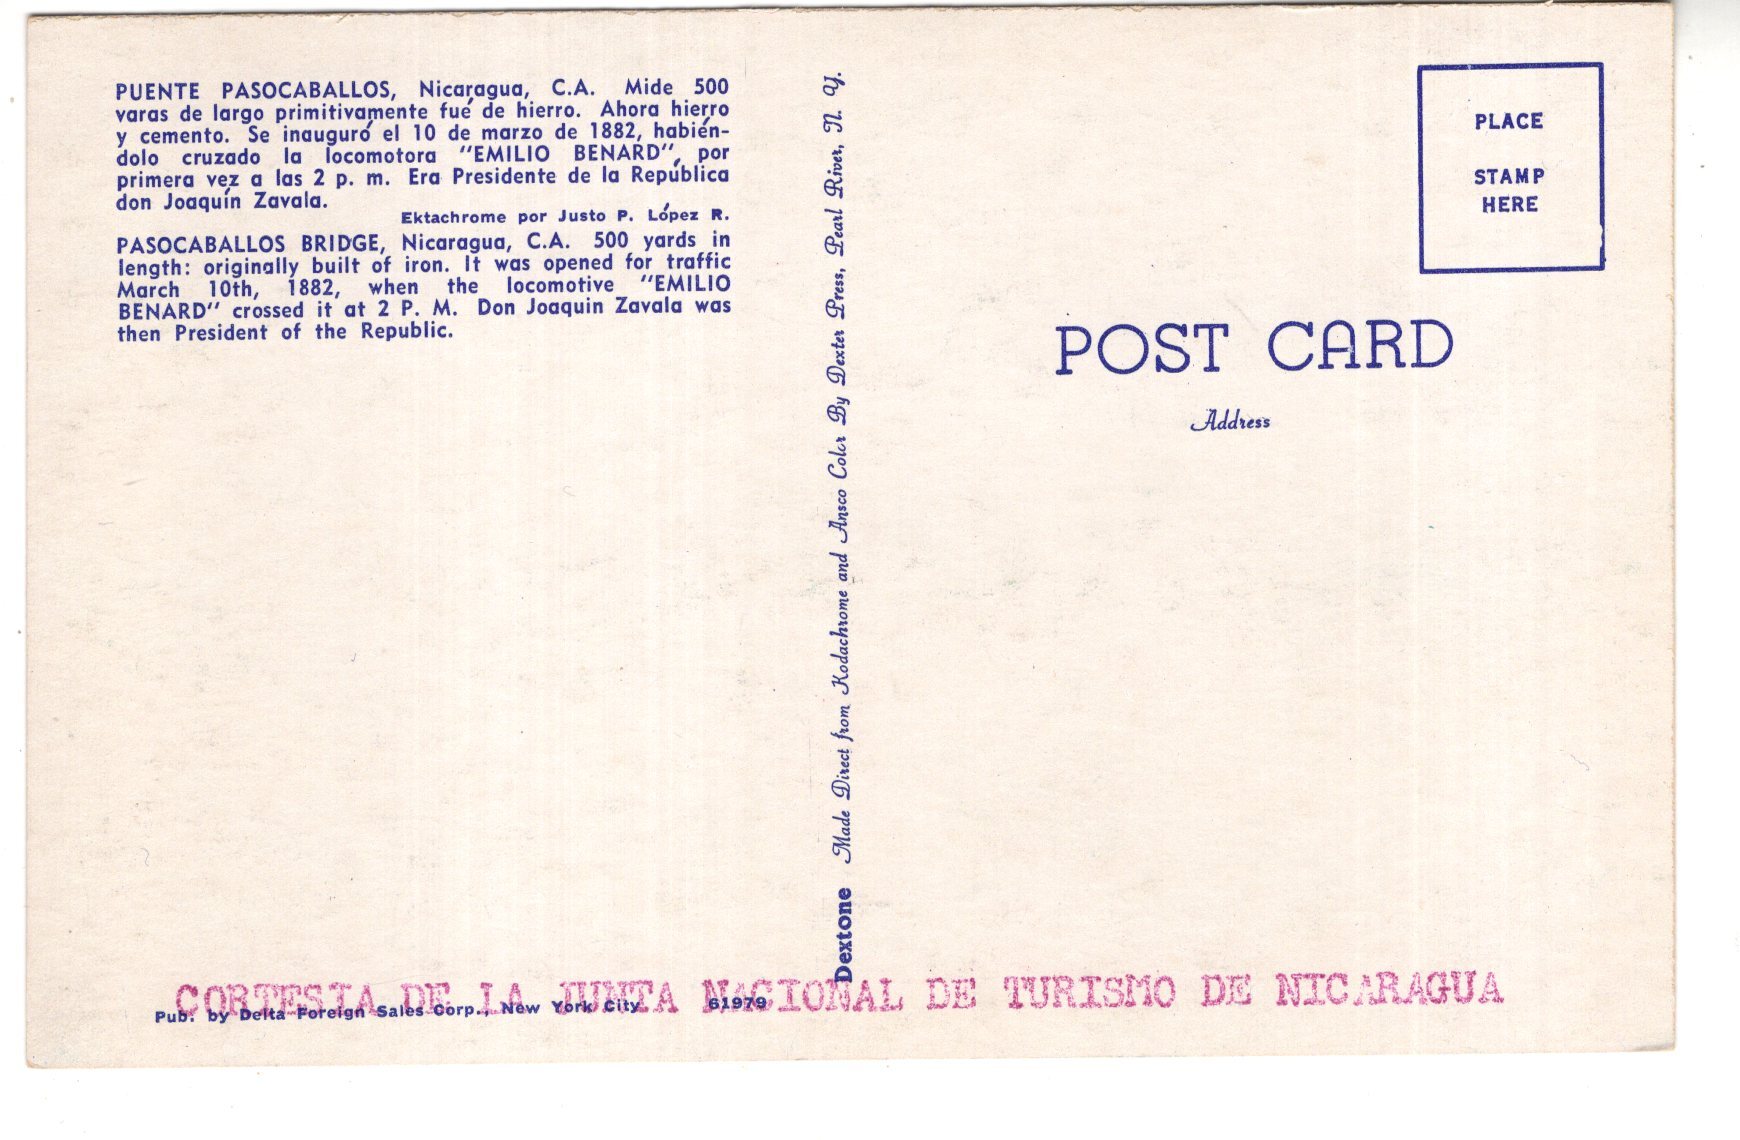 PUENTE PASOCABALLOS, Nicaragua, C.A. Mide 500
varas de largo primitivamente fué de hierro. Ahora hierro
y cemento. Se inauguró el 10 de marzo de 1882, habién-
dolo cruzado la locomotora "EMILIO BENARD", por
primera vez a las 2 p. m. Era Presidente de la República
don Joaquín Zavala.
Ektachrome por Justo P. López R.
PASOCABALLOS BRIDGE, Nicaragua, C.A. 500 yards in
length: originally built of iron. It was opened for traffic
March 10th, 1882, when the locomotive "EMILIO
BENARD" crossed it at 2 P. M. Don Joaquin Zavala was
then President of the Republic.
Dextone Made Direct from Kodachrome and Ansco Color By Dexter Press, Pearl River, N. Y.
PLACE
STAMP
HERE
POST CARD
Address
CORTESIA DE LA JUNTA NACIONAL DE TURISMO DE NICARAGUA
Pub. by Delta Foreign Sales Corp., New York City 61979